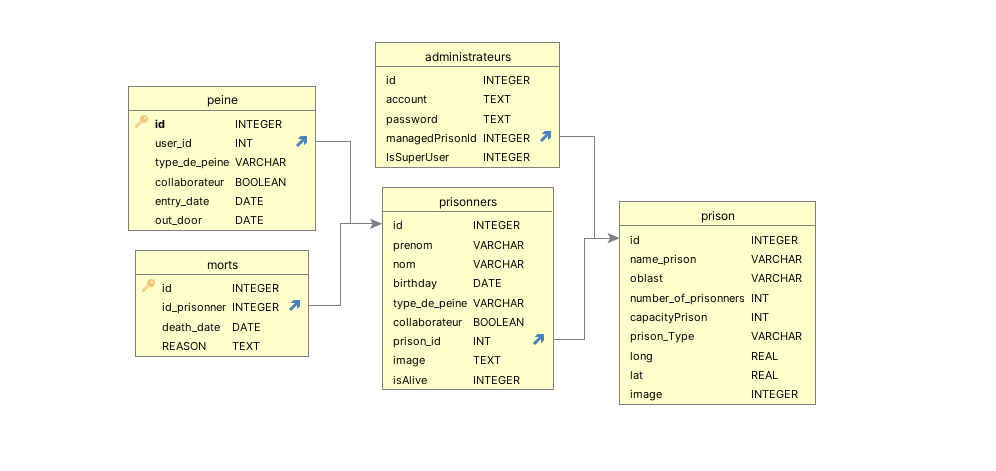 administrateurs
id INTEGER
account TEXT
password TEXT
managedPrisonId INTEGER
IsSuperUser INTEGER
peine
id INTEGER
user_id INT
type_de_peine VARCHAR
collaborateur BOOLEAN
entry_date DATE
out_door DATE
prisonners
id INTEGER
prenom VARCHAR
nom VARCHAR
birthday DATE
type_de_peine VARCHAR
collaborateur BOOLEAN
prison_id INT
image TEXT
isAlive INTEGER
prison
id INTEGER
name_prison VARCHAR
oblast VARCHAR
number_of_prisonners INT
capacityPrison INT
prison_Type VARCHAR
long REAL
lat REAL
image INTEGER
morts
id INTEGER
id_prisonner INTEGER
death_date DATE
REASON TEXT